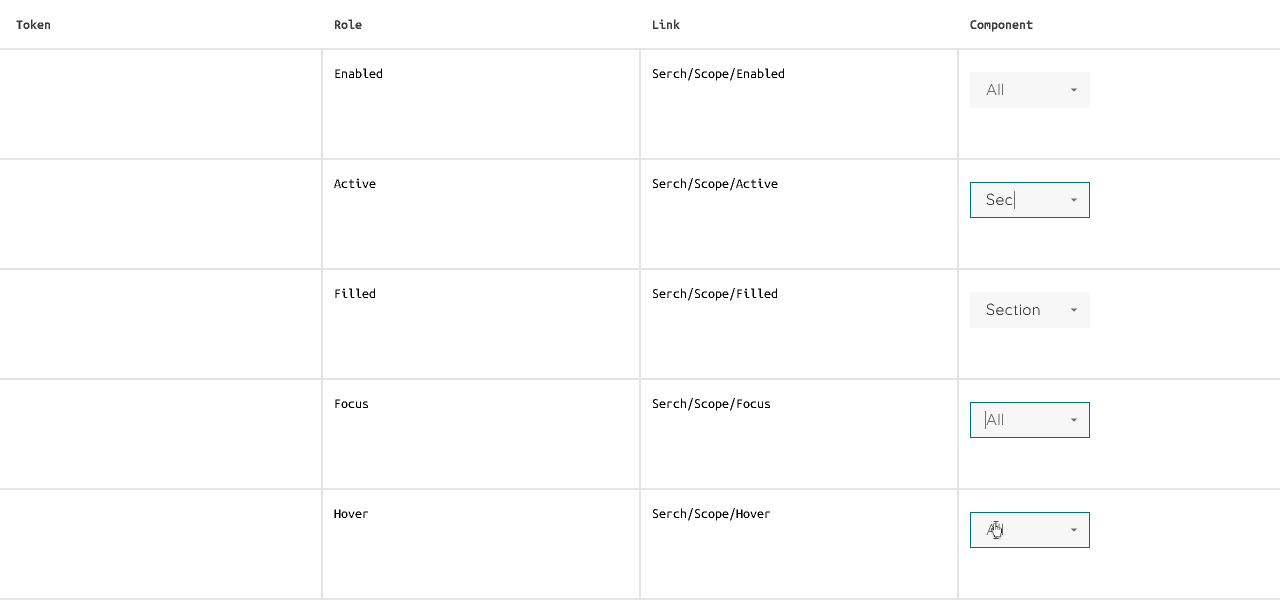 Token Role Link Component
Enabled Serch/Scope/Enabled All
Active Serch/Scope/Active Sec
Filled Serch/Scope/Filled Section
Focus Serch/Scope/Focus All
Hover Serch/Scope/Hover